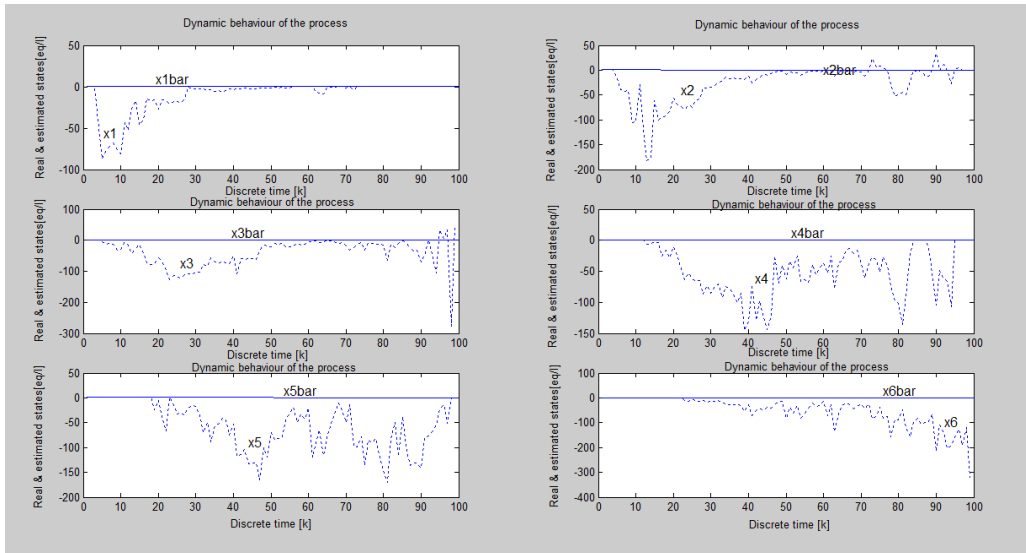 Dynamic behaviour of the process
Real & estimated states[eq/l]
50
0
-50
-100
x1bar
x1
0 10 20 30 40 50 60 70 80 90 100
Discrete time [k]
Dynamic behaviour of the process
Real & estimated states[eq/l]
50
0
-50
-100
-150
-200
x2bar
x2
0 10 20 30 40 50 60 70 80 90 100
Discrete time [k]
Dynamic behaviour of the process
Real & estimated states[eq/l]
100
0
-100
-200
-300
x3bar
x3
0 10 20 30 40 50 60 70 80 90 100
Discrete time [k]
Dynamic behaviour of the process
Real & estimated states[eq/l]
50
0
-50
-100
-150
x4bar
x4
0 10 20 30 40 50 60 70 80 90 100
Discrete time [k]
Dynamic behaviour of the process
Real & estimated states[eq/l]
50
0
-50
-100
-150
-200
x5bar
x5
0 10 20 30 40 50 60 70 80 90 100
Discrete time [k]
Dynamic behaviour of the process
Real & estimated states[eq/l]
100
0
-100
-200
-300
-400
x6bar
x6
0 10 20 30 40 50 60 70 80 90 100
Discrete time [k]